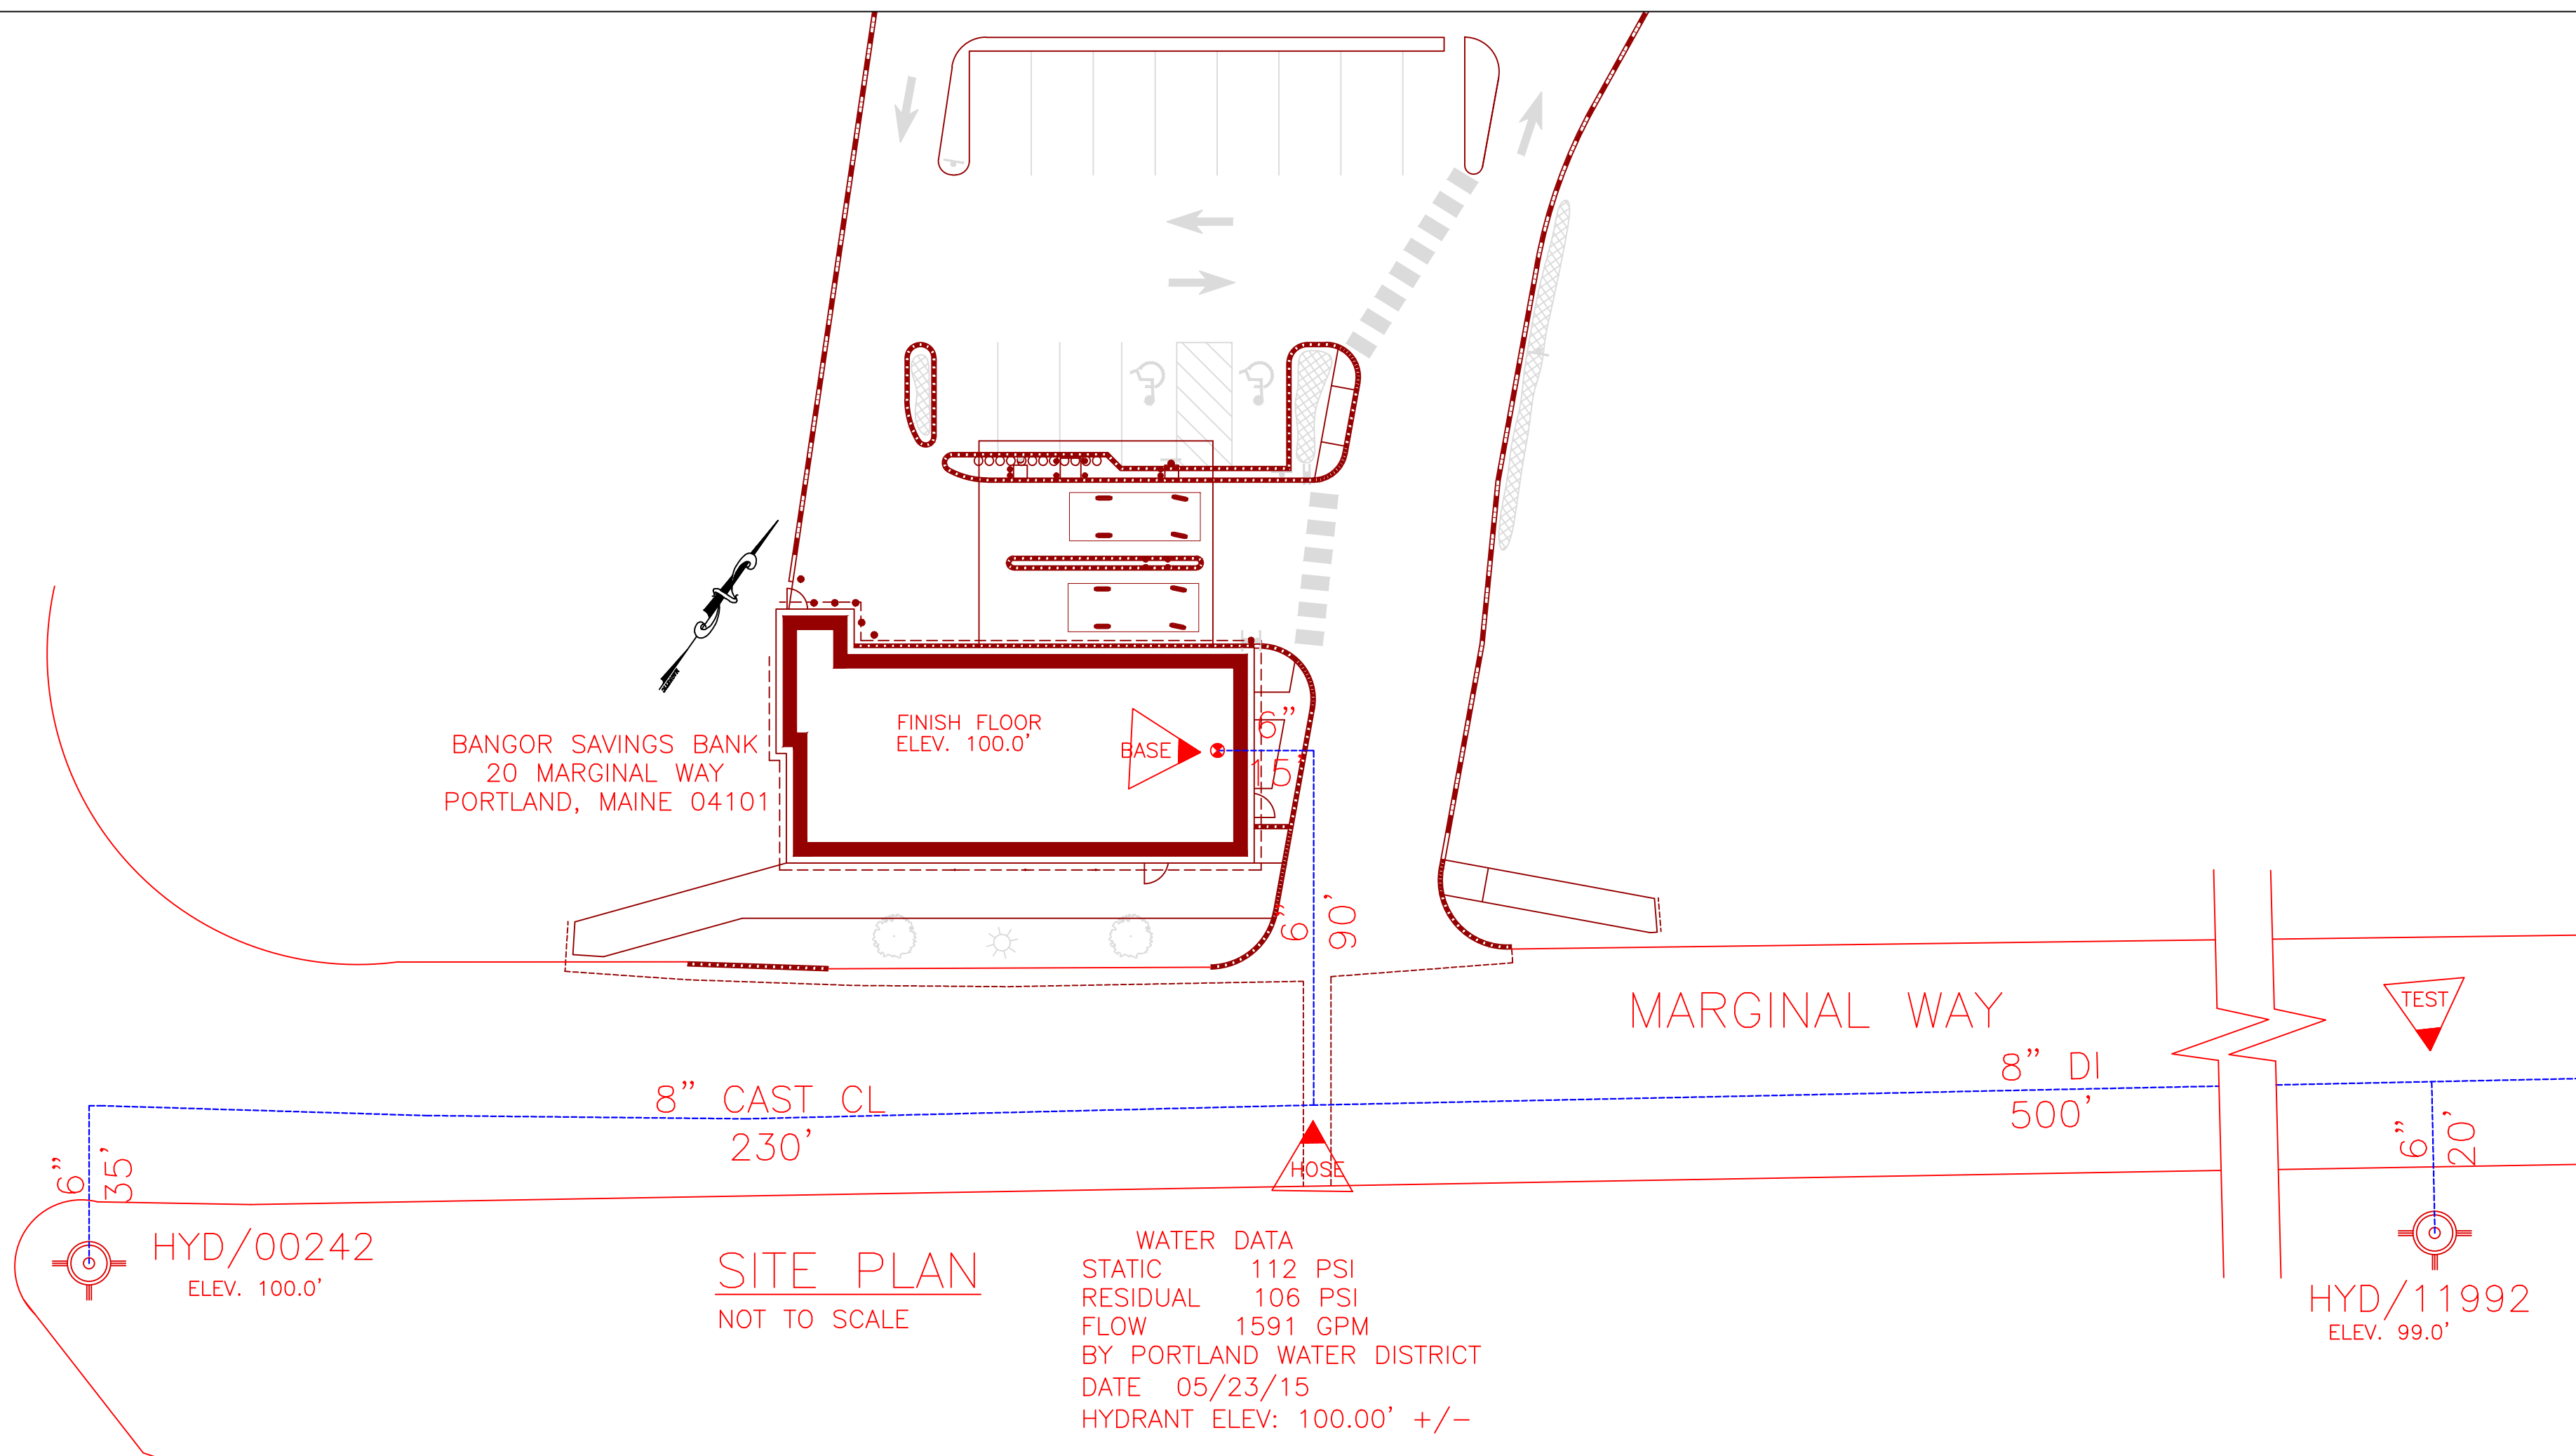 FINISH FLOOR
ELEV. 100.0'
BASE
6"
15'
BANGOR SAVINGS BANK
20 MARGINAL WAY
PORTLAND, MAINE 04101
6"
90'
MARGINAL WAY
TEST
8" CAST CL
230'
8" DI
500'
6"
35'
HOSE
6"
20'
HYD/00242
ELEV. 100.0'
SITE PLAN
NOT TO SCALE
WATER DATA
STATIC 112 PSI
RESIDUAL 106 PSI
FLOW 1591 GPM
BY PORTLAND WATER DISTRICT
DATE 05/23/15
HYDRANT ELEV: 100.00' +/-
HYD/11992
ELEV. 99.0'